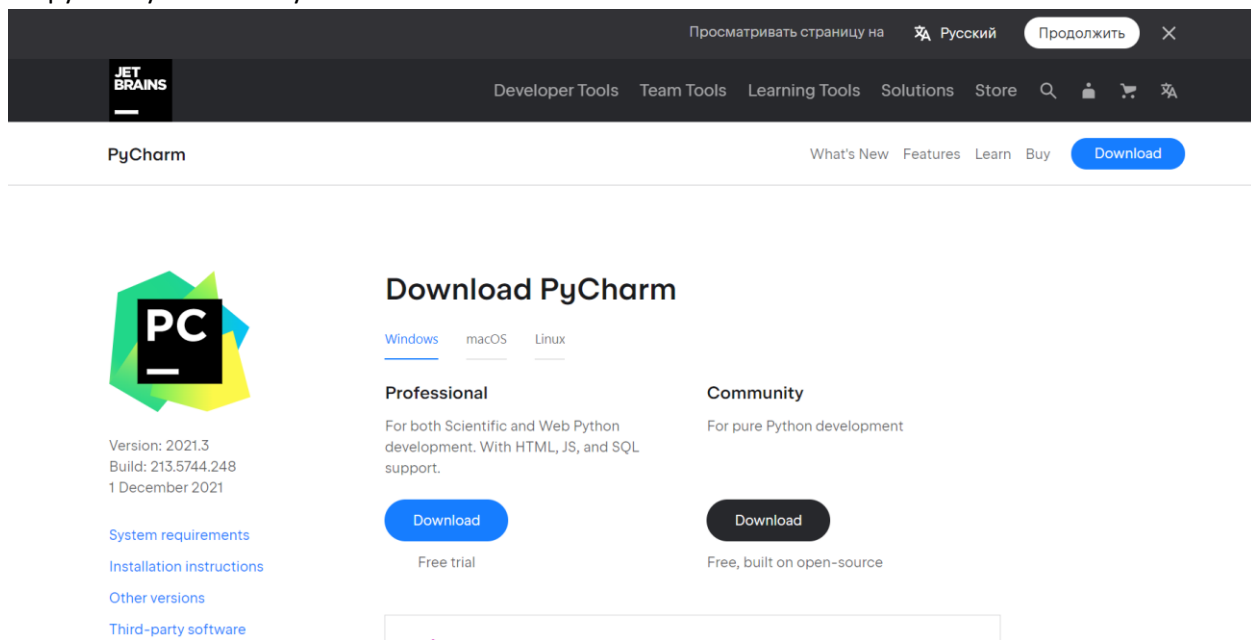 Просматривать страницу на Русский Продолжить
JET
BRAINS
Developer Tools Team Tools Learning Tools Solutions Store
PyCharm
What's New Features Learn Buy Download
PC
Version: 2021.3
Build: 213.5744.248
1 December 2021
System requirements
Installation instructions
Other versions
Third-party software
Download PyCharm
Windows macOS Linux
Professional
For both Scientific and Web Python
development. With HTML, JS, and SQL
support.
Download
Free trial
Community
For pure Python development
Download
Free, built on open-source